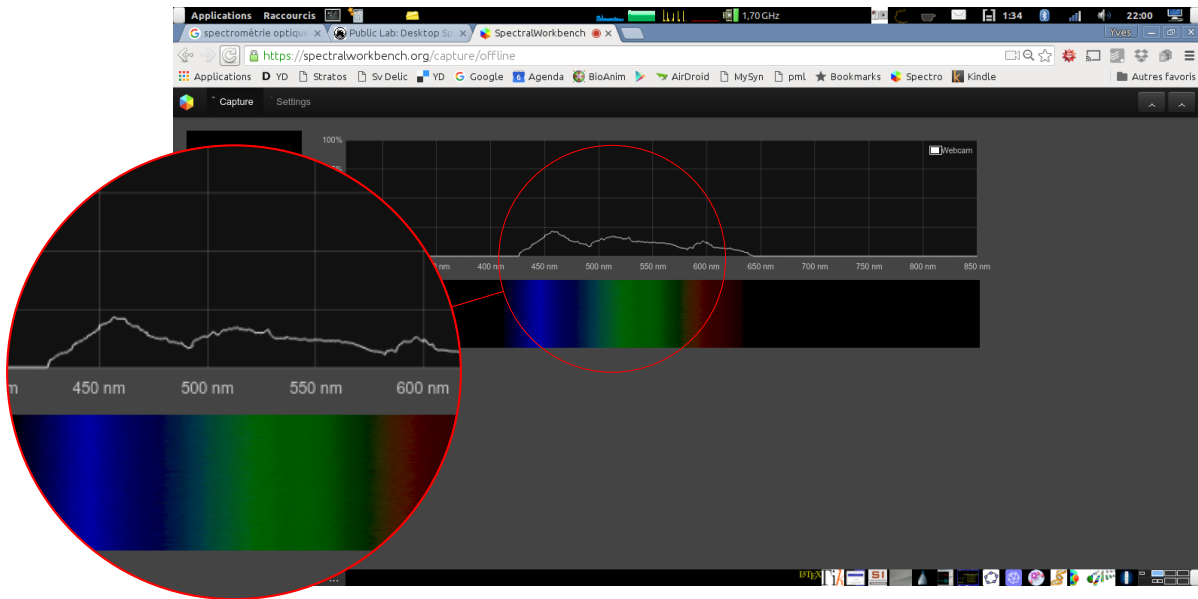 Applications Raccourcis 1,70 GHz 1:34 22:00
spectrométrie optique Public Lab: Desktop Sp SpectralWorkbench Yves
https://spectralworkbench.org/capture/offline
Applications YD Stratos Sv Delic YD Google 6 Agenda BioAnim AirDroid MySyn pml Bookmarks Spectro Kindle Autres favoris
Capture Settings
100%
Webcam
nm 400 nm 450 nm 500 nm 550 nm 600 nm 650 nm 700 nm 750 nm 800 nm 850 nm
450 nm 500 nm 550 nm 600 nm
...
SI